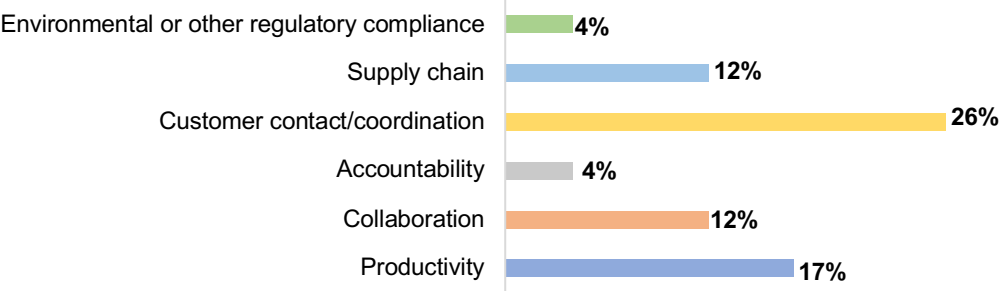 Environmental or other regulatory compliance 4%
Supply chain 12%
Customer contact/coordination 26%
Accountability 4%
Collaboration 12%
Productivity 17%